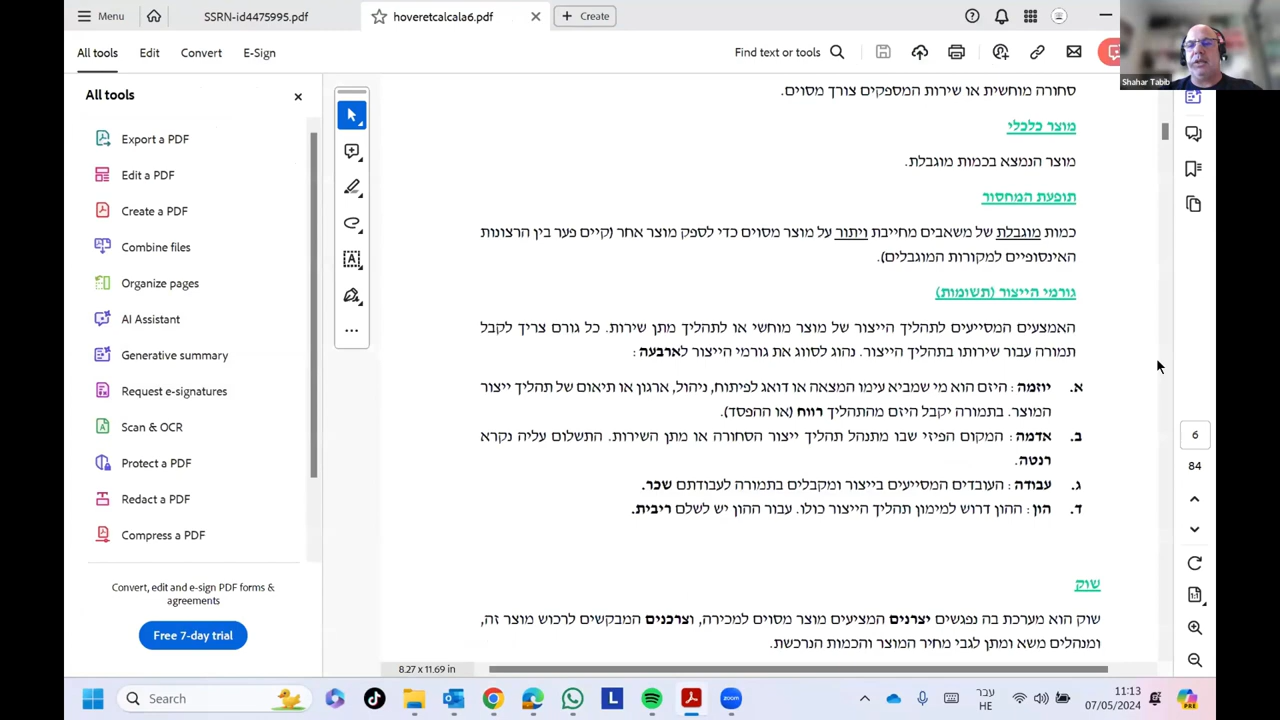 Menu
SSRN-id4475995.pdf
hoveretcalcala6.pdf
Create
All tools
Edit
Convert
E-Sign
Find text or tools
Shahar Tabib
All tools
Export a PDF
Edit a PDF
Create a PDF
Combine files
Organize pages
AI Assistant
Generative summary
Request e-signatures
Scan & OCR
Protect a PDF
Redact a PDF
Compress a PDF
Convert, edit and e-sign PDF forms &
agreements
Free 7-day trial
סחורה מוחשית או שירות המספקים צורך מסוים.
מוצר כלכלי
מוצר הנמצא בכמות מוגבלת.
תופעת המחסור
כמות מוגבלת של משאבים מחייבת ויתור על מוצר מסוים כדי לספק מוצר אחר (קיים פער בין הרצונות
האינסופיים למקורות המוגבלים).
גורמי הייצור (תשומות)
האמצעים המסייעים לתהליך הייצור של מוצר מוחשי או לתהליך מתן שירות. כל גורם צריך לקבל
תמורה עבור שירותו בתהליך הייצור. נהוג לסווג את גורמי הייצור לארבעה:
א. יוזמה: היזם הוא מי שמביא עימו המצאה או דואג לפיתוח, ניהול, ארגון או תיאום של תהליך ייצור
המוצר. בתמורה יקבל היזם מהתהליך רווח (או ההפסד).
ב. אדמה: המקום הפיזי שבו מתנהל תהליך ייצור הסחורה או מתן השירות. התשלום עליה נקרא
רנטה.
ג. עבודה: העובדים המסייעים בייצור ומקבלים בתמורה לעבודתם שכר.
ד. הון: ההון דרוש למימון תהליך הייצור כולו. עבור ההון יש לשלם ריבית.
שוק
שוק הוא מערכת בה נפגשים יצרנים המציעים מוצר מסוים למכירה, וצרכנים המבקשים לרכוש מוצר זה,
ומנהלים משא ומתן לגבי מחיר המוצר והכמות הנרכשת.
8.27 x 11.69 in
6
84
1:1
Search
L
zoom
עבר
HE
11:13
07/05/2024
PRE